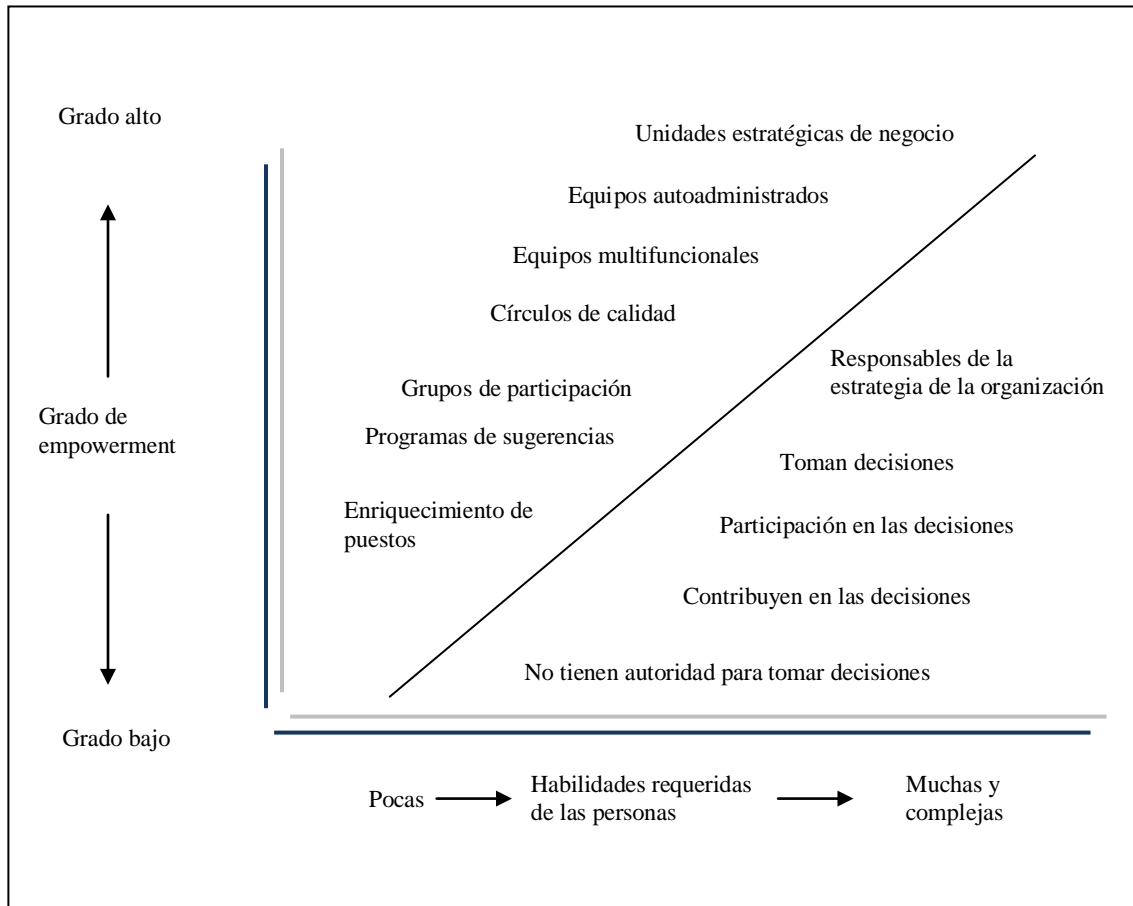 Grado alto
Unidades estratégicas de negocio
Equipos autoadministrados
Equipos multifuncionales
Círculos de calidad
Responsables de la
estrategia de la organización
Grupos de participación
Grado de
empowerment
Programas de sugerencias
Toman decisiones
Enriquecimiento de
puestos
Participación en las decisiones
Contribuyen en las decisiones
No tienen autoridad para tomar decisiones
Grado bajo
Pocas
Habilidades requeridas
de las personas
Muchas y
complejas